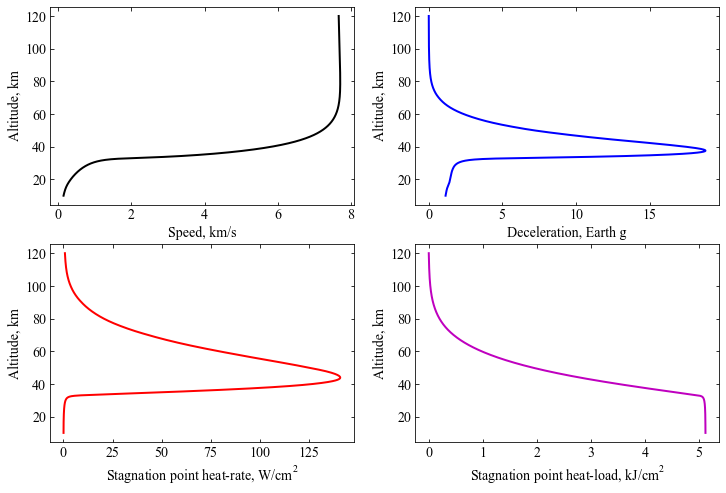 120
100
80
60
40
20
Altitude, km
0 2 4 6 8
Speed, km/s
120
100
80
60
40
20
Altitude, km
0 5 10 15
Deceleration, Earth g
120
100
80
60
40
20
Altitude, km
0 25 50 75 100 125
Stagnation point heat-rate, W/cm²
120
100
80
60
40
20
Altitude, km
0 1 2 3 4 5
Stagnation point heat-load, kJ/cm²